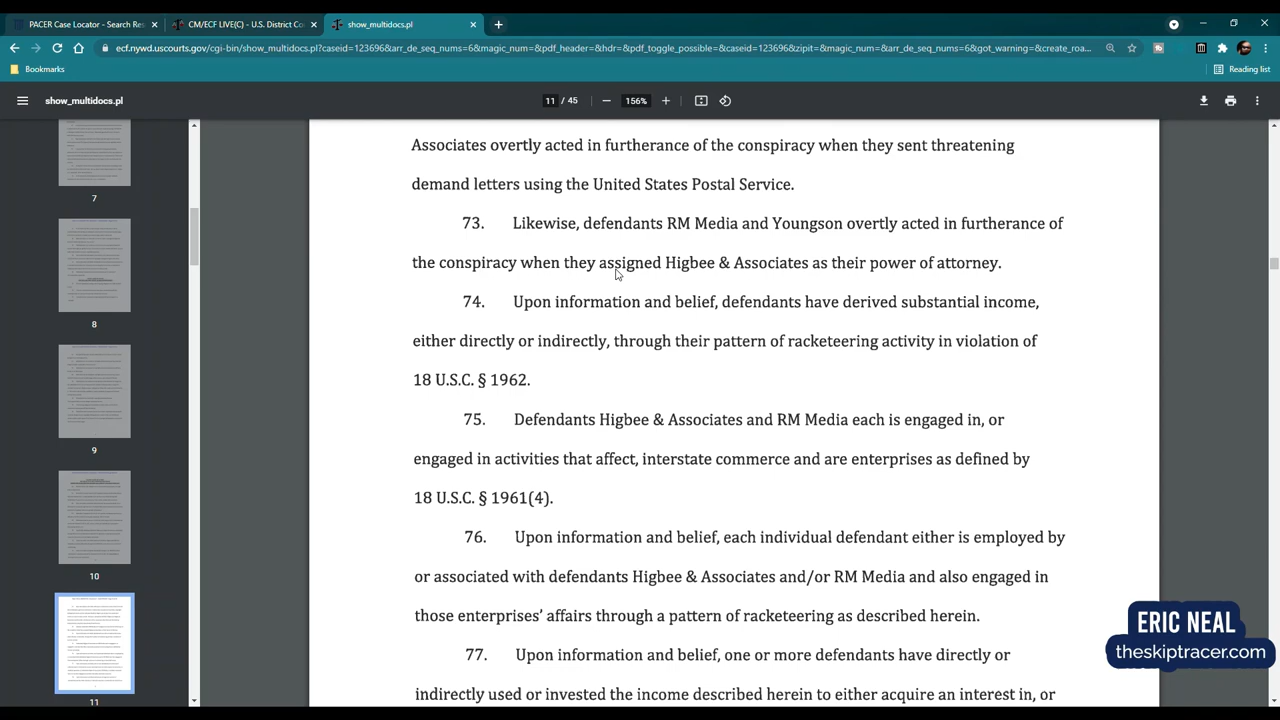 PACER Case Locator - Search Res
CM/ECF LIVE(C) - U.S. District Co
show_multidocs.pl
ecf.nywd.uscourts.gov/cgi-bin/show_multidocs.pl?caseid=123696&arr_de_seq_nums=6&magic_num=&pdf_header=&hdr=&pdf_toggle_possible=&caseid=123696&zipit=&magic_num=&arr_de_seq_nums=6&got_warning=&create_roa...
Bookmarks
Reading list
show_multidocs.pl
11 / 45
156%
Associates overtly acted in furtherance of the conspiracy when they sent threatening
demand letters using the United States Postal Service.
73. Likewise, defendants RM Media and Youngson overtly acted in furtherance of
the conspiracy when they assigned Higbee & Associates as their power of attorney.
74. Upon information and belief, defendants have derived substantial income,
either directly or indirectly, through their pattern of racketeering activity in violation of
18 U.S.C. § 1962.
75. Defendants Higbee & Associates and RM Media each is engaged in, or
engaged in activities that affect, interstate commerce and are enterprises as defined by
18 U.S.C. § 1961(4).
76. Upon information and belief, each individual defendant either is employed by
or associated with defendants Higbee & Associates and/or RM Media and also engaged in
those enterprises' affairs through a pattern of racketeering as described herein.
77. Upon information and belief, one or more defendants have directly or
indirectly used or invested the income described herein to either acquire an interest in, or
7
8
9
10
11
ERIC NEAL
theskiptracer.com